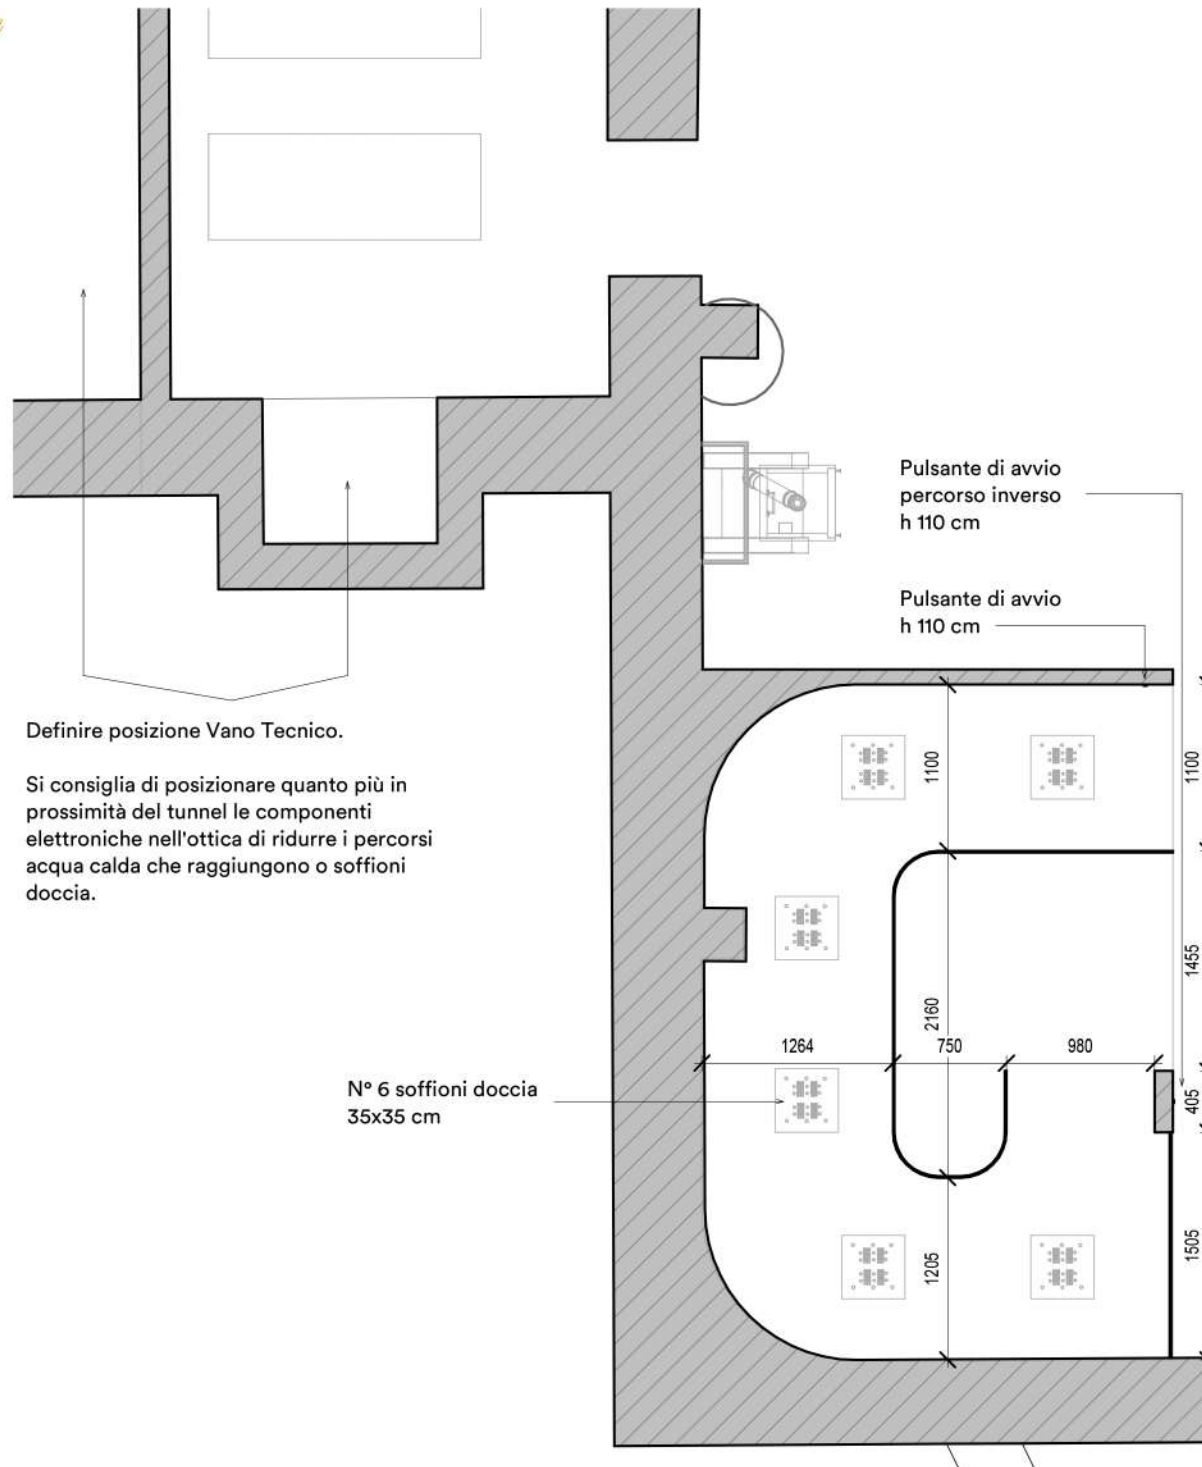 Pulsante di avvio
percorso inverso
h 110 cm
Pulsante di avvio
h 110 cm
Definire posizione Vano Tecnico.
Si consiglia di posizionare quanto più in
prossimità del tunnel le componenti
elettroniche nell'ottica di ridurre i percorsi
acqua calda che raggiungono o soffioni
doccia.
1100
1100
1455
2160
1264
750
980
N° 6 soffioni doccia
35x35 cm
405
1205
1505